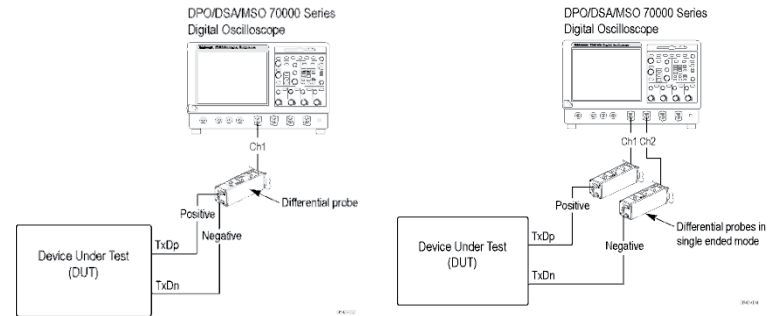 DPO/DSA/MSO 70000 Series
Digital Oscilloscope
Ch1
Differential probe
Positive
Negative
Device Under Test
(DUT)
TxDp
TxDn
DPO/DSA/MSO 70000 Series
Digital Oscilloscope
Ch1 Ch2
Positive
Negative
Differential probes in
single ended mode
Device Under Test
(DUT)
TxDp
TxDn